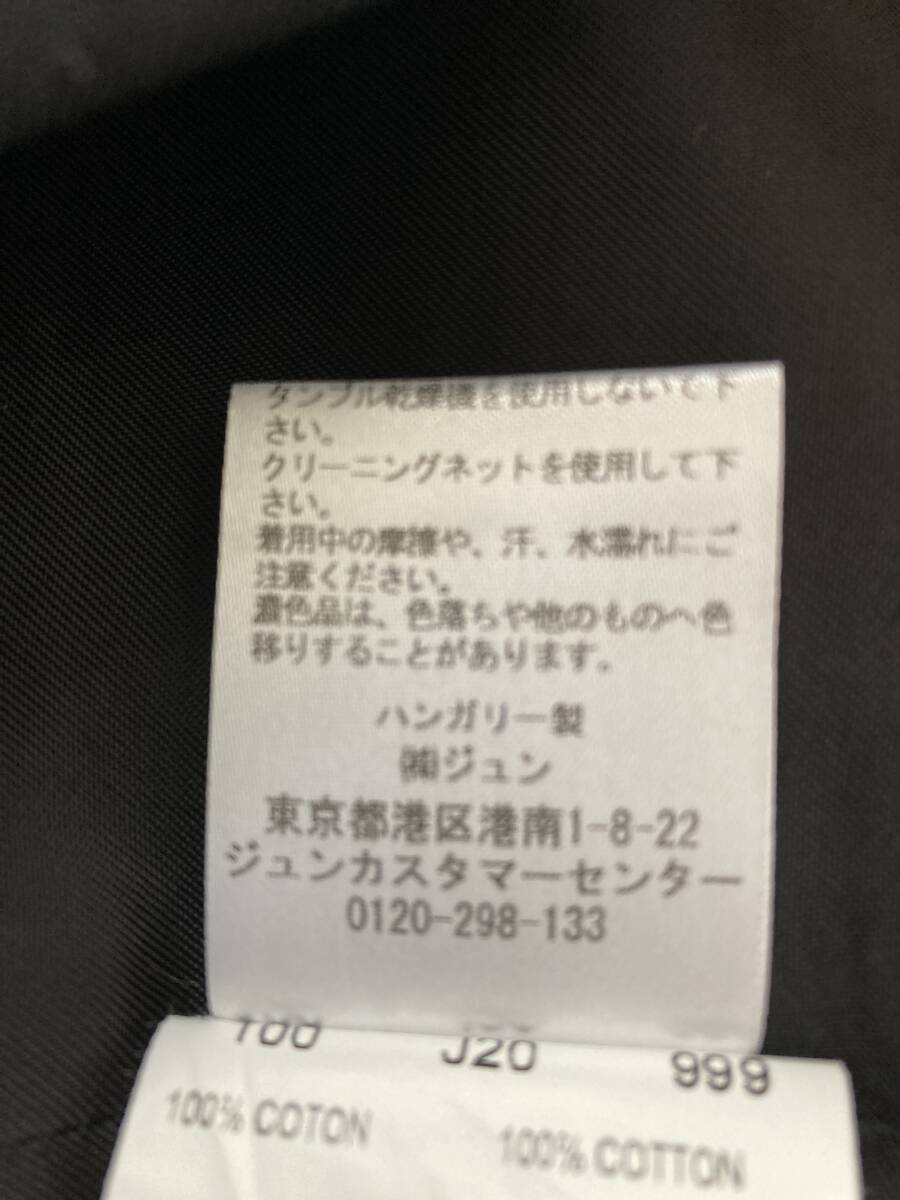 タンブル乾燥機を使用しないで下
さい。
クリーニングネットを使用して下
さい。
着用中の摩擦や、汗、水濡れにご
注意ください。
濃色品は、色落ちや他のものへ色
移りすることがあります。
ハンガリー製
㈱ジュン
東京都港区港南1-8-22
ジュンカスタマーセンター
0120-298-133
100 J20 999
100% COTON 100% COTTON